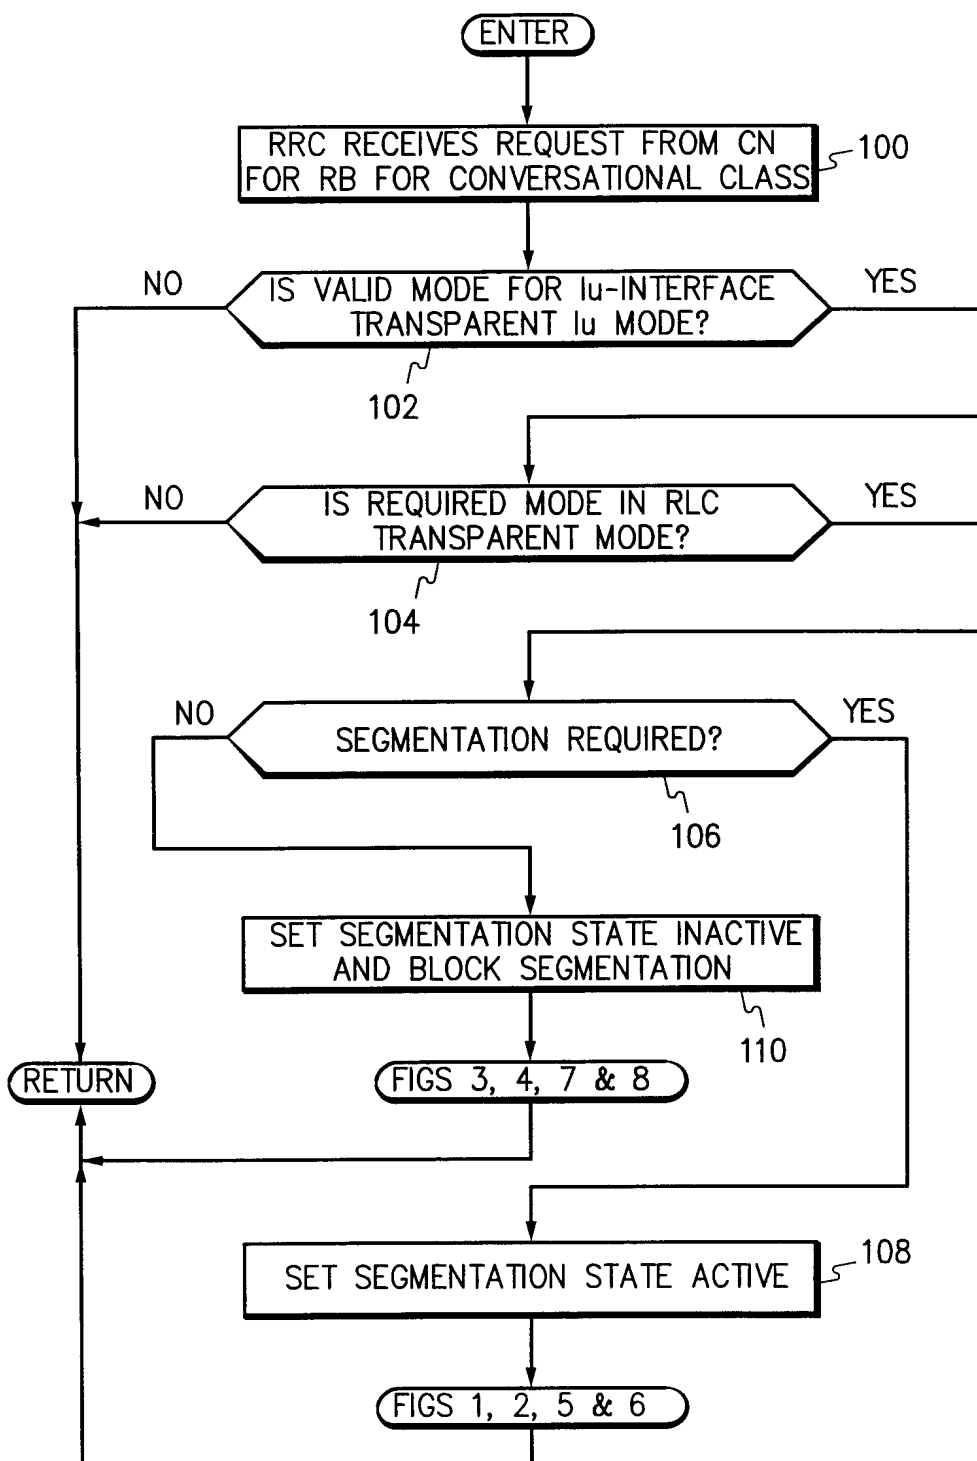 ENTER
RRC RECEIVES REQUEST FROM CN
FOR RB FOR CONVERSATIONAL CLASS
100
NO
IS VALID MODE FOR Iu-INTERFACE
TRANSPARENT Iu MODE?
YES
102
NO
IS REQUIRED MODE IN RLC
TRANSPARENT MODE?
YES
104
NO
SEGMENTATION REQUIRED?
YES
106
SET SEGMENTATION STATE INACTIVE
AND BLOCK SEGMENTATION
110
RETURN
FIGS 3, 4, 7 & 8
SET SEGMENTATION STATE ACTIVE
108
FIGS 1, 2, 5 & 6